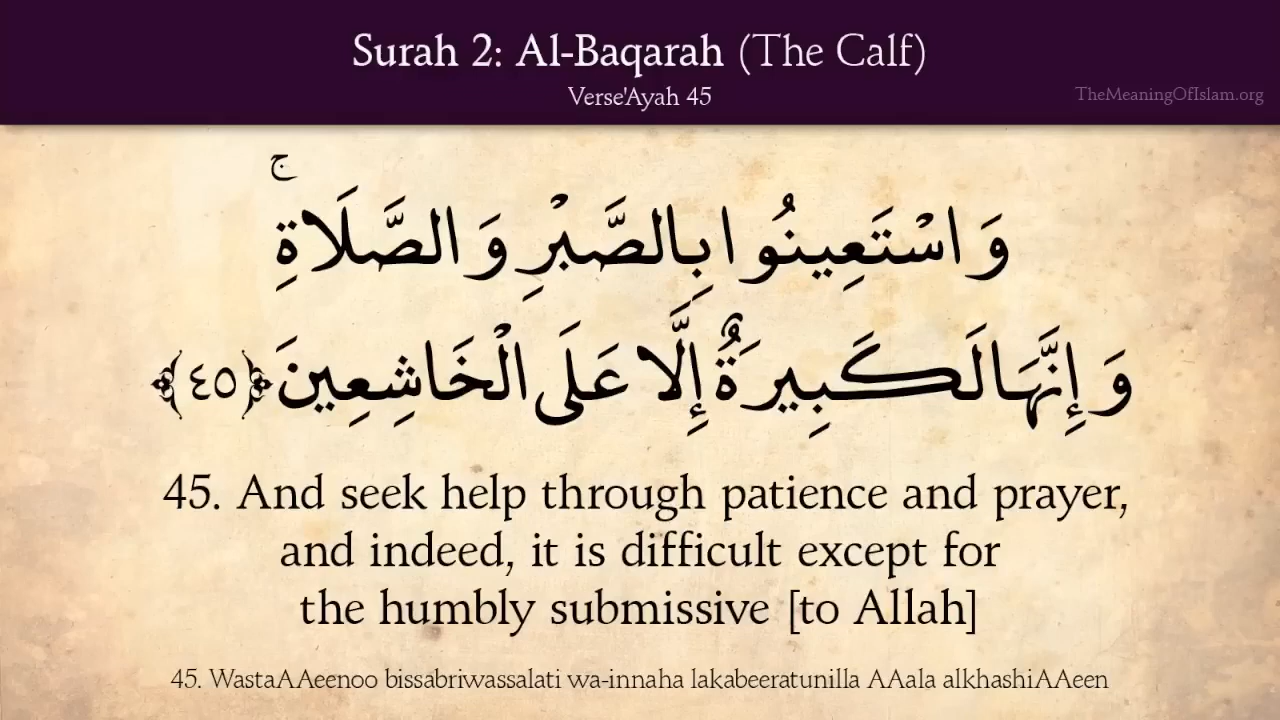 Surah 2: Al-Baqarah (The Calf)
Verse'Ayah 45
TheMeaningOfIslam.org
وَاسْتَعِينُوا بِالصَّبْرِ وَالصَّلَاةِ ۚ
وَإِنَّهَا لَكَبِيرَةٌ إِلَّا عَلَى الْخَاشِعِينَ ﴿٤٥﴾
45. And seek help through patience and prayer,
and indeed, it is difficult except for
the humbly submissive [to Allah]
45. WastaAAeenoo bissabriwassalati wa-innaha lakabeeratunilla AAala alkhashiAAeen